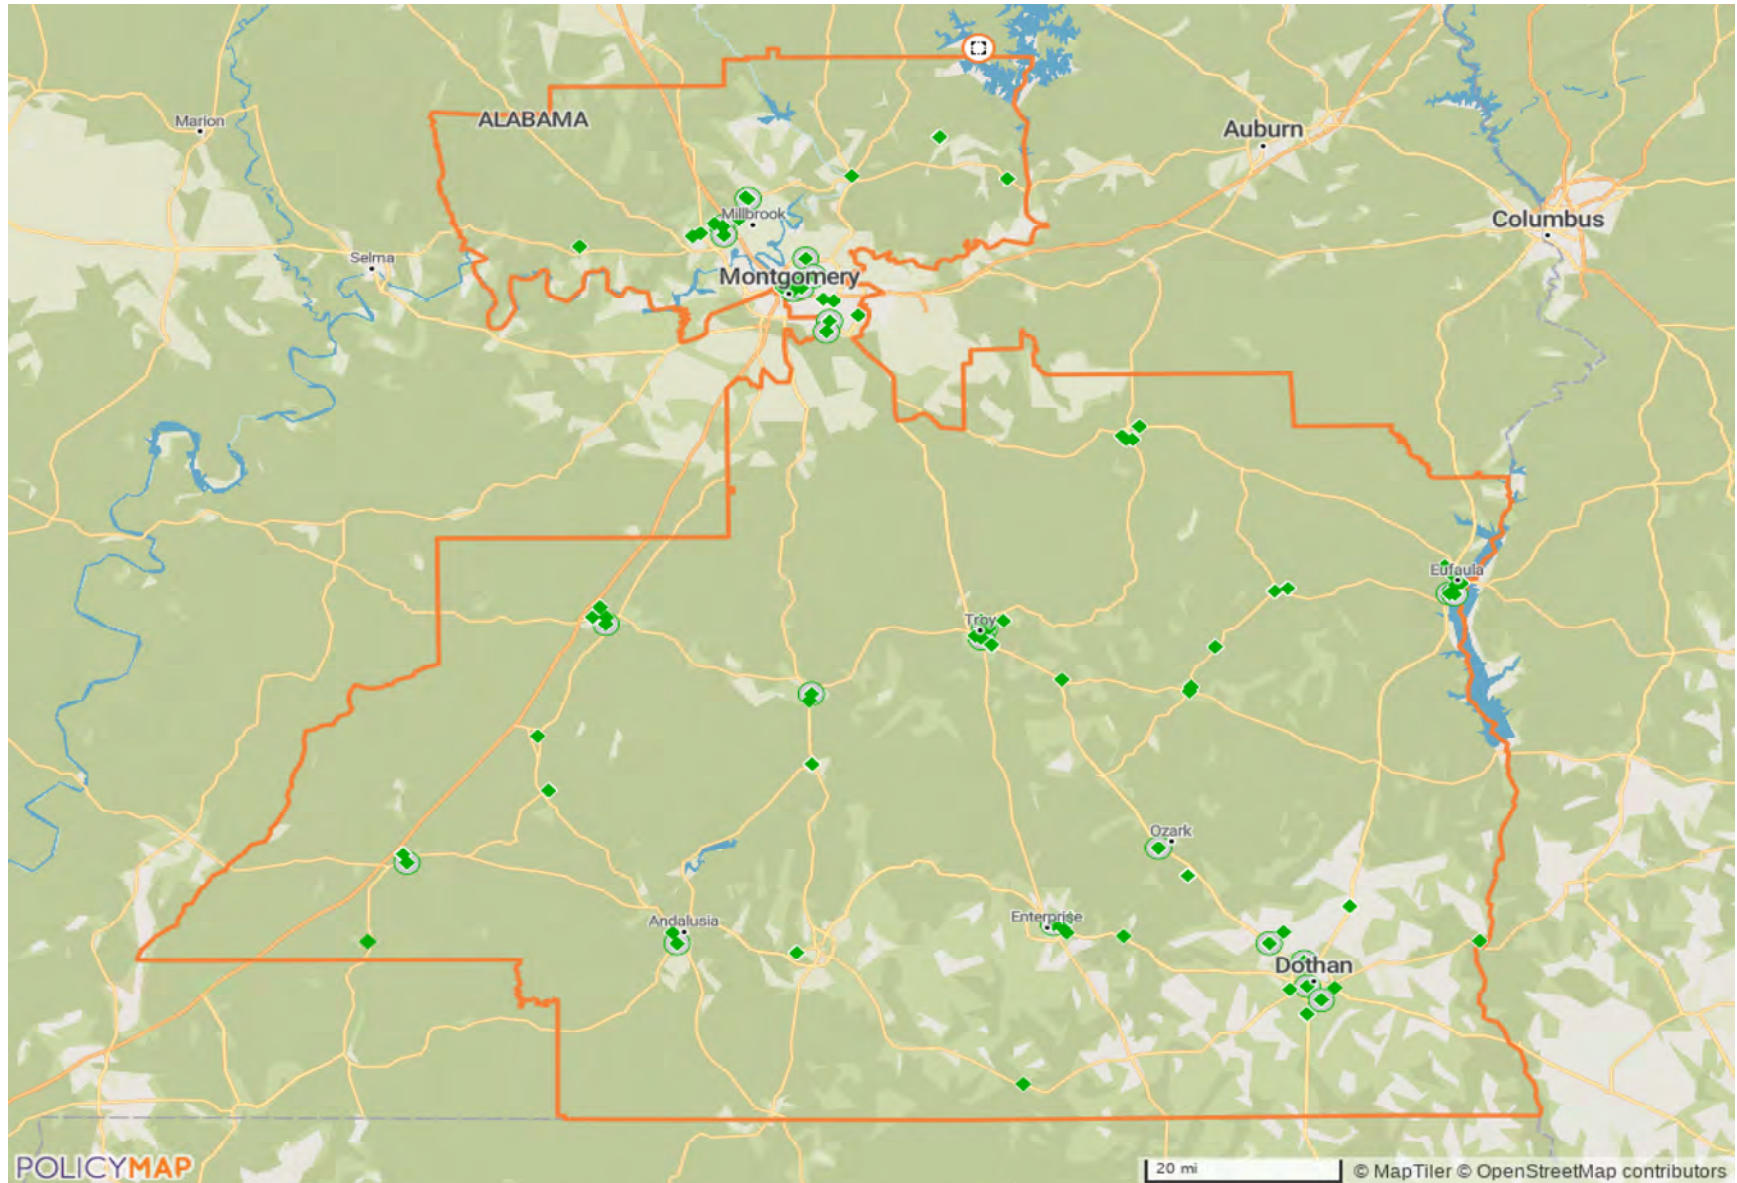 Marion
ALABAMA
Auburn
Millbrook
Columbus
Selma
Montgomery
Eufaula
Troy
Ozark
Andalusia
Enterprise
Dothan
POLICYMAP
20 mi
© MapTiler © OpenStreetMap contributors